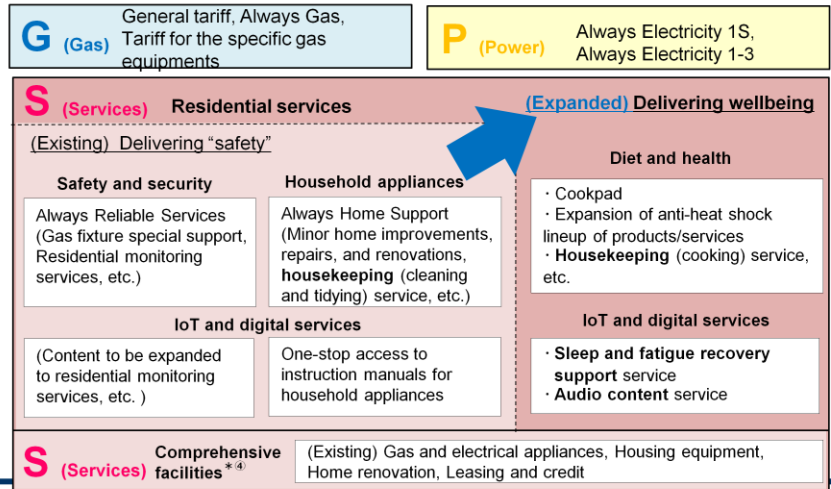 G (Gas)
General tariff, Always Gas,
Tariff for the specific gas
equipments
P (Power)
Always Electricity 1S,
Always Electricity 1-3
S (Services) Residential services
(Existing) Delivering “safety”
Safety and security
Always Reliable Services
(Gas fixture special support,
Residential monitoring
services, etc.)
Household appliances
Always Home Support
(Minor home improvements,
repairs, and renovations,
housekeeping (cleaning
and tidying) service, etc.)
IoT and digital services
(Content to be expanded
to residential monitoring
services, etc. )
One-stop access to
instruction manuals for
household appliances
(Expanded) Delivering wellbeing
Diet and health
・Cookpad
・Expansion of anti-heat shock
lineup of products/services
・Housekeeping (cooking) service,
etc.
IoT and digital services
・Sleep and fatigue recovery
support service
・Audio content service
S (Services)
Comprehensive
facilities*④
(Existing) Gas and electrical appliances, Housing equipment,
Home renovation, Leasing and credit